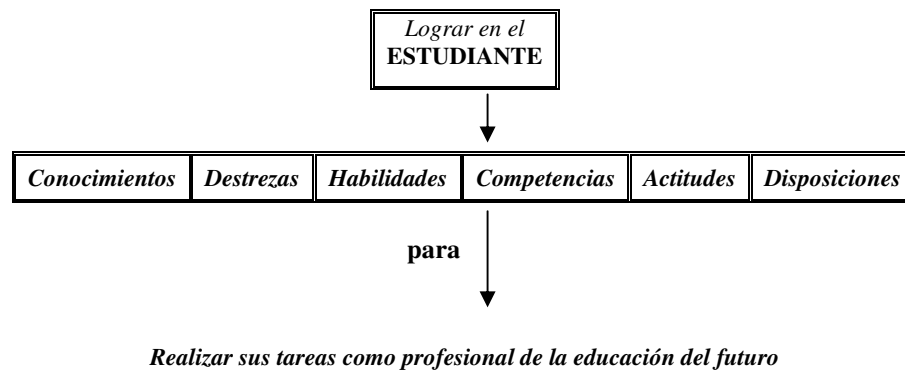 Lograr en el
ESTUDIANTE
Conocimientos Destrezas Habilidades Competencias Actitudes Disposiciones
para
Realizar sus tareas como profesional de la educación del futuro